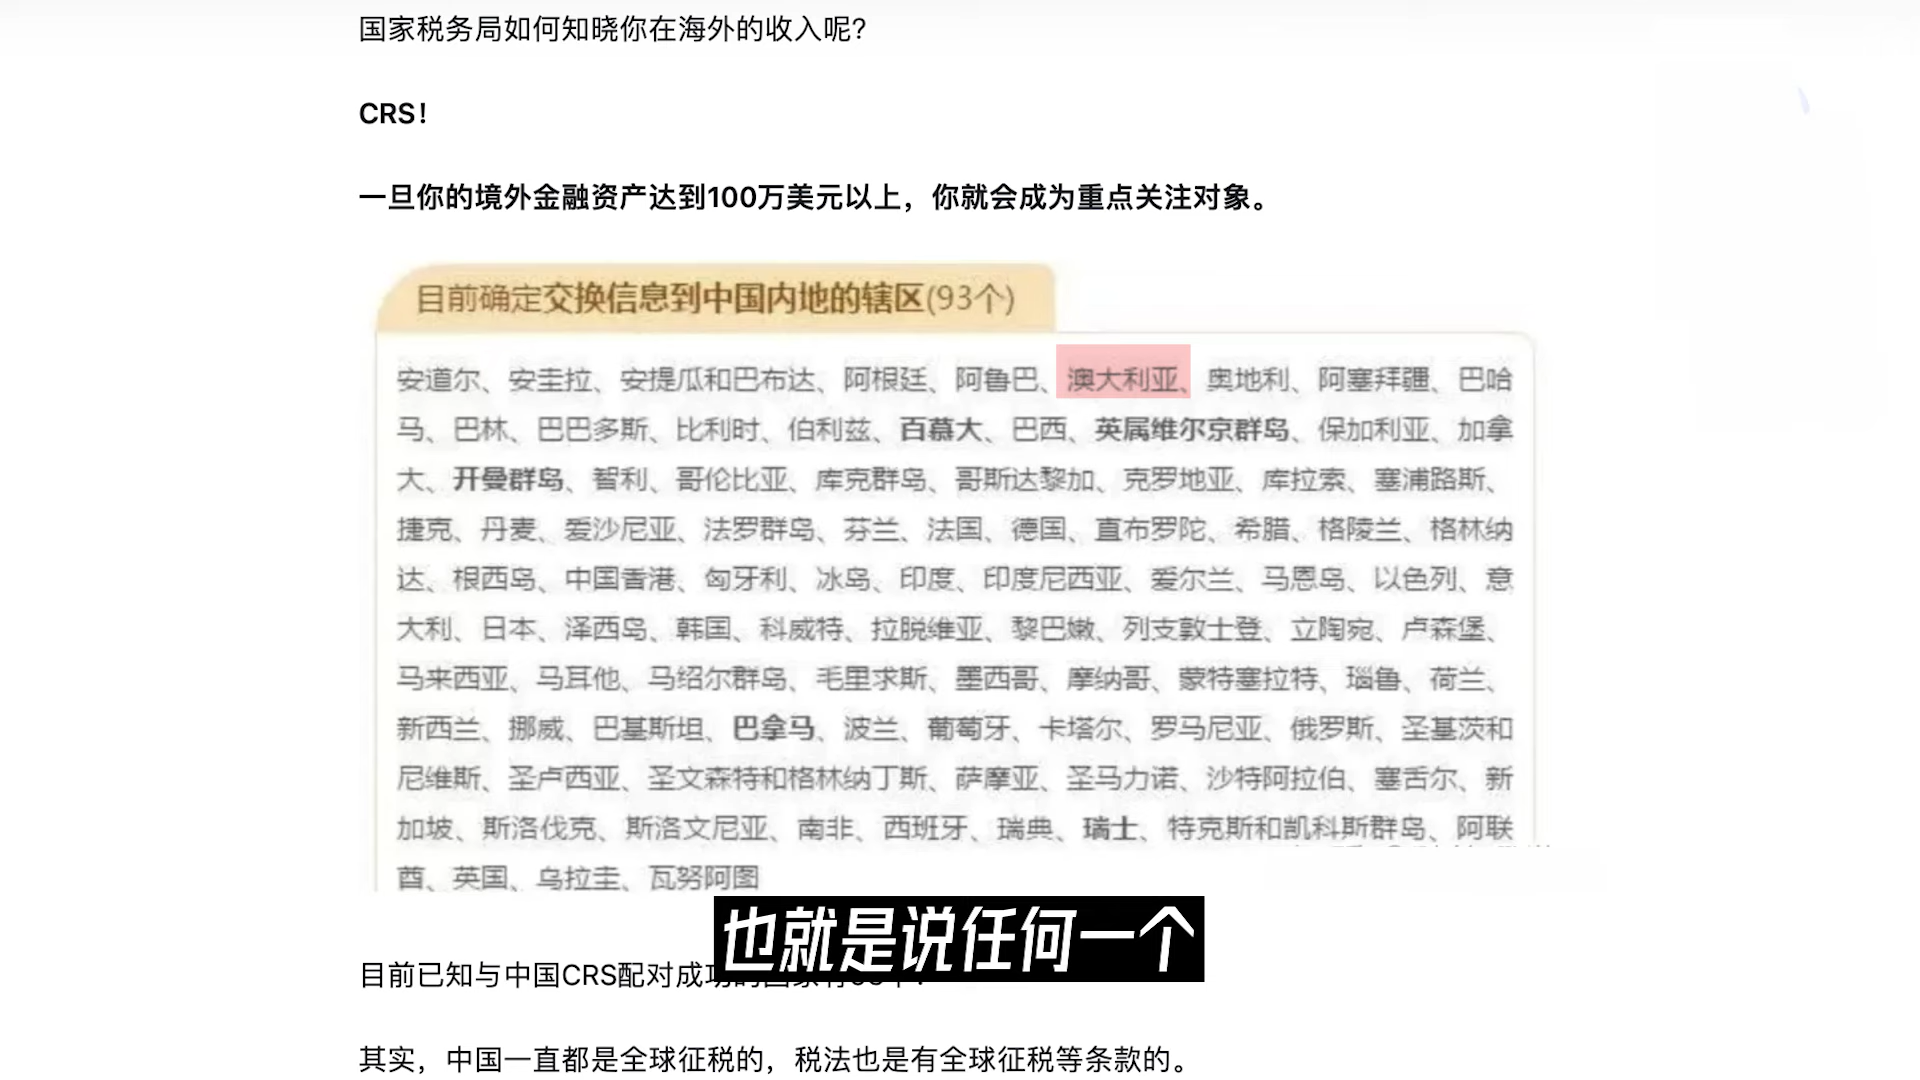 国家税务局如何知晓你在海外的收入呢?
CRS！
一旦你的境外金融资产达到100万美元以上，你就会成为重点关注对象。
目前确定交换信息到中国内地的辖区(93个)
安道尔、安圭拉、安提瓜和巴布达、阿根廷、阿鲁巴、澳大利亚、奥地利、阿塞拜疆、巴哈
马、巴林、巴巴多斯、比利时、伯利兹、百慕大、巴西、英属维尔京群岛、保加利亚、加拿
大、开曼群岛、智利、哥伦比亚、库克群岛、哥斯达黎加、克罗地亚、库拉索、塞浦路斯、
捷克、丹麦、爱沙尼亚、法罗群岛、芬兰、法国、德国、直布罗陀、希腊、格陵兰、格林纳
达、根西岛、中国香港、匈牙利、冰岛、印度、印度尼西亚、爱尔兰、马恩岛、以色列、意
大利、日本、泽西岛、韩国、科威特、拉脱维亚、黎巴嫩、列支敦士登、立陶宛、卢森堡、
马来西亚、马耳他、马绍尔群岛、毛里求斯、墨西哥、摩纳哥、蒙特塞拉特、瑙鲁、荷兰、
新西兰、挪威、巴基斯坦、巴拿马、波兰、葡萄牙、卡塔尔、罗马尼亚、俄罗斯、圣基茨和
尼维斯、圣卢西亚、圣文森特和格林纳丁斯、萨摩亚、圣马力诺、沙特阿拉伯、塞舌尔、新
加坡、斯洛伐克、斯洛文尼亚、南非、西班牙、瑞典、瑞士、特克斯和凯科斯群岛、阿联
酋、英国、乌拉圭、瓦努阿图
也就是说任何一个
目前已知与中国CRS配对成功的国家有
其实，中国一直都是全球征税的，税法也是有全球征税等条款的。